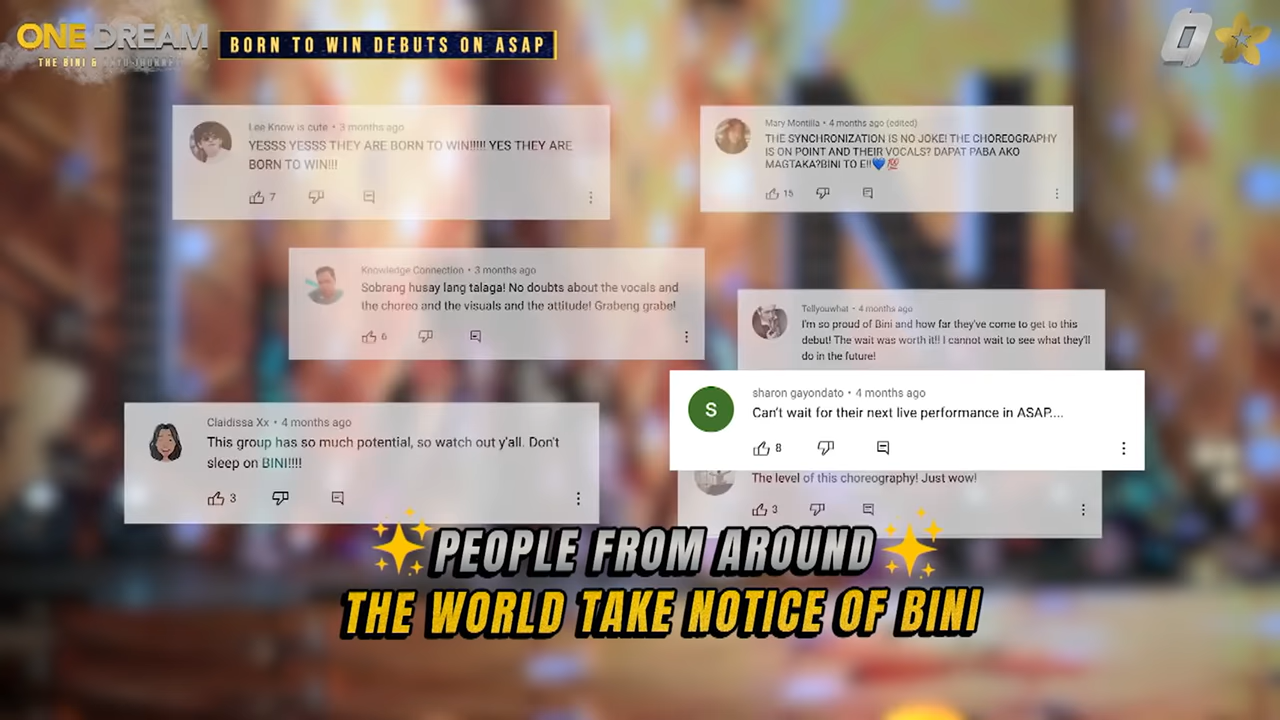 ONE DREAM
THE BINI & BGYO JOURNEY
BORN TO WIN DEBUTS ON ASAP
Lee Know is cute • 3 months ago
YESSS YESSS THEY ARE BORN TO WIN!!!!! YES THEY ARE
BORN TO WIN!!!
7
Mary Montilla • 4 months ago (edited)
THE SYNCHRONIZATION IS NO JOKE! THE CHOREOGRAPHY
IS ON POINT AND THEIR VOCALS? DAPAT PABA AKO
MAGTAKA?BINI TO E!!💙💯
15
Knowledge Connection • 3 months ago
Sobrang husay lang talaga! No doubts about the vocals and
the choreo and the visuals and the attitude! Grabeng grabe!
6
Tellyouwhat • 4 months ago
I'm so proud of Bini and how far they've come to get to this
debut! The wait was worth it!! I cannot wait to see what they'll
do in the future!
S
sharon gayondato • 4 months ago
Can't wait for their next live performance in ASAP....
8
Claidissa Xx • 4 months ago
This group has so much potential, so watch out y'all. Don't
sleep on BINI!!!!
3
The level of this choreography! Just wow!
3
PEOPLE FROM AROUND
THE WORLD TAKE NOTICE OF BINI